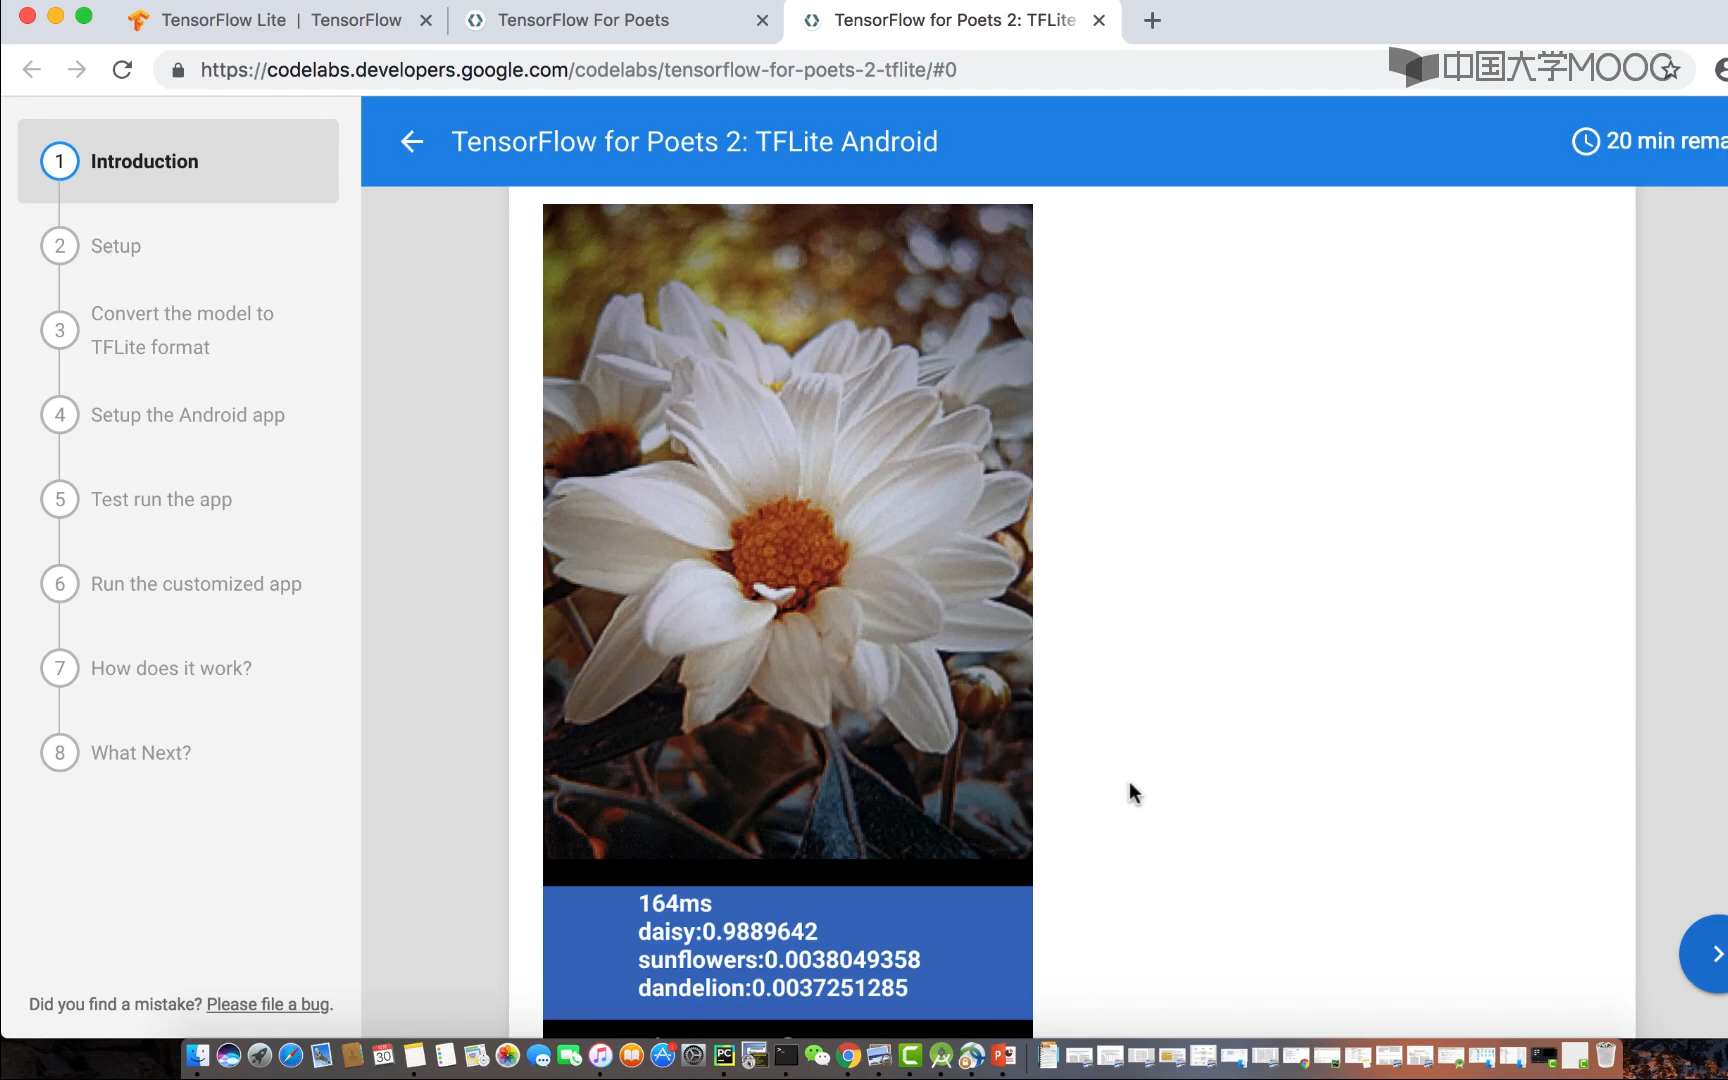 TensorFlow Lite | TensorFlow
TensorFlow For Poets
TensorFlow for Poets 2: TFLite
https://codelabs.developers.google.com/codelabs/tensorflow-for-poets-2-tflite/#0
中国大学MOOC
TensorFlow for Poets 2: TFLite Android
20 min rema
1 Introduction
2 Setup
3 Convert the model to
TFLite format
4 Setup the Android app
5 Test run the app
6 Run the customized app
7 How does it work?
8 What Next?
164ms
daisy:0.9889642
sunflowers:0.0038049358
dandelion:0.0037251285
Did you find a mistake? Please file a bug.
30
PC